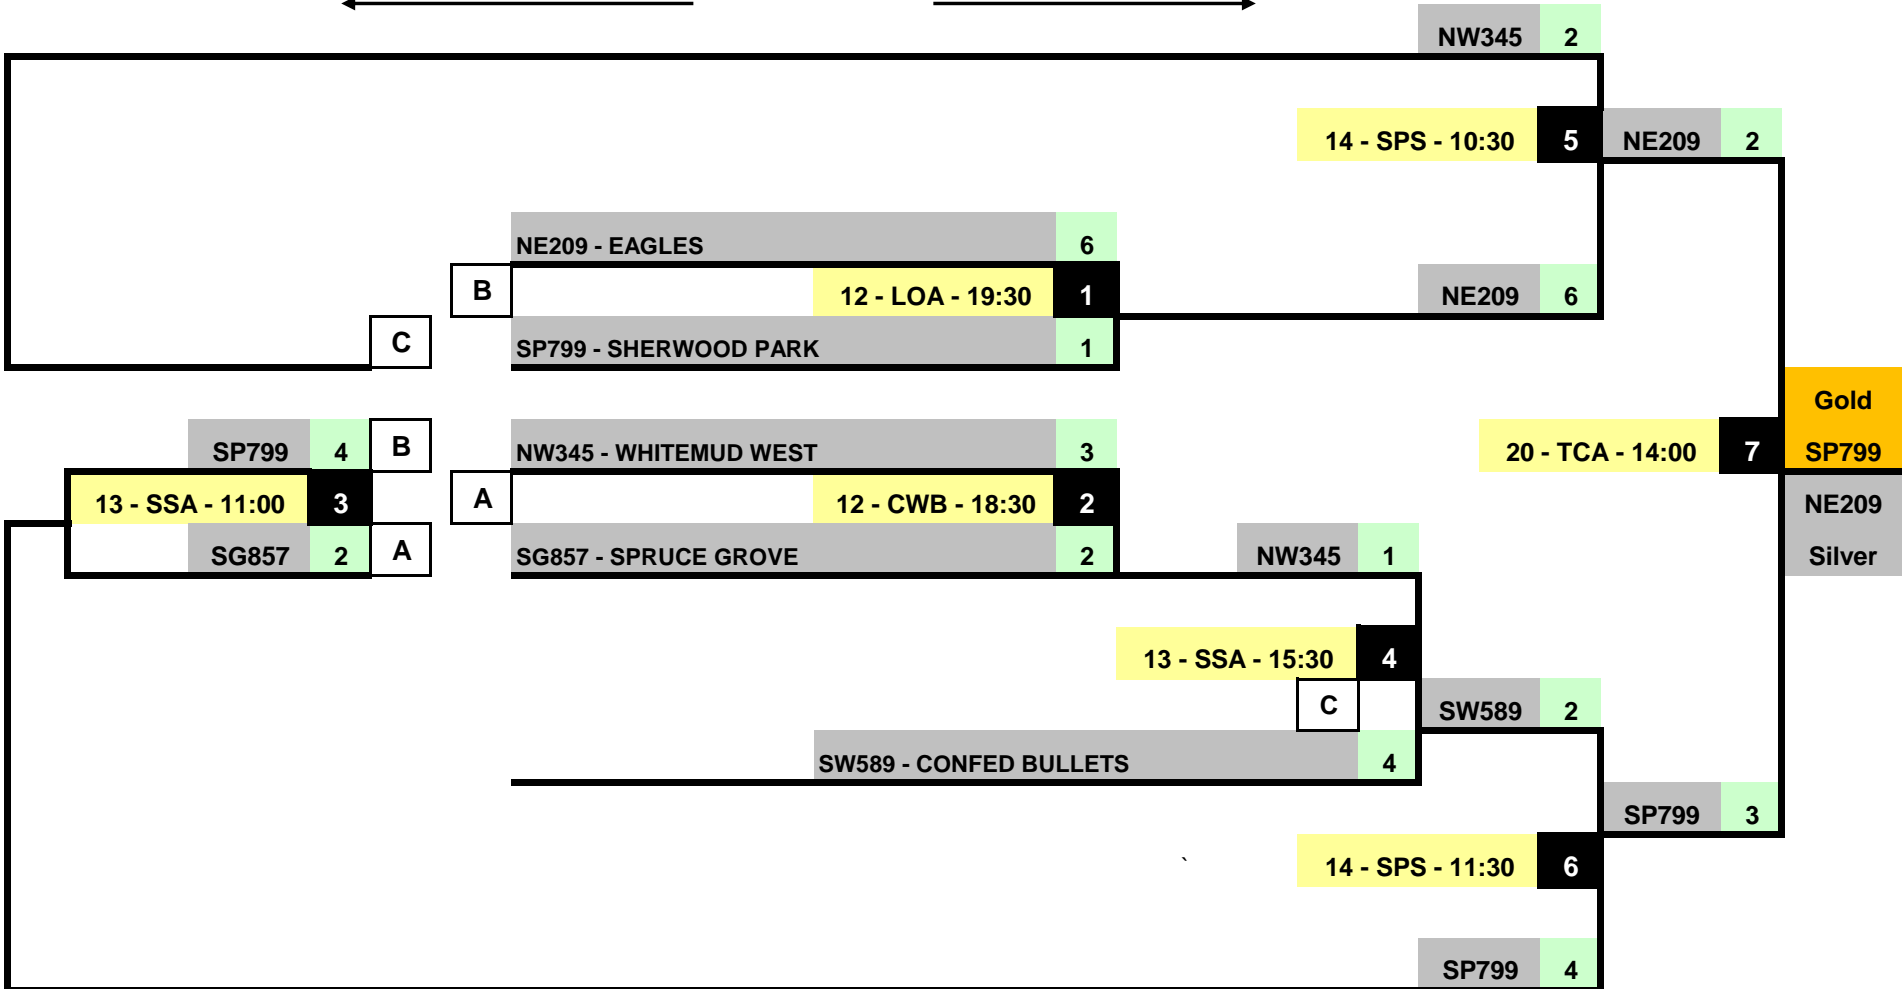 NW345 2
14 - SPS - 10:30 5 NE209 2
NE209 - EAGLES 6
B 12 - LOA - 19:30 1 NE209 6
C SP799 - SHERWOOD PARK 1
Gold
SP799 4 B NW345 - WHITEMUD WEST 3 20 - TCA - 14:00 7 SP799
13 - SSA - 11:00 3 A 12 - CWB - 18:30 2 NE209
SG857 2 A SG857 - SPRUCE GROVE 2 NW345 1 Silver
13 - SSA - 15:30 4
C SW589 2
SW589 - CONFED BULLETS 4
SP799 3
` 14 - SPS - 11:30 6
SP799 4